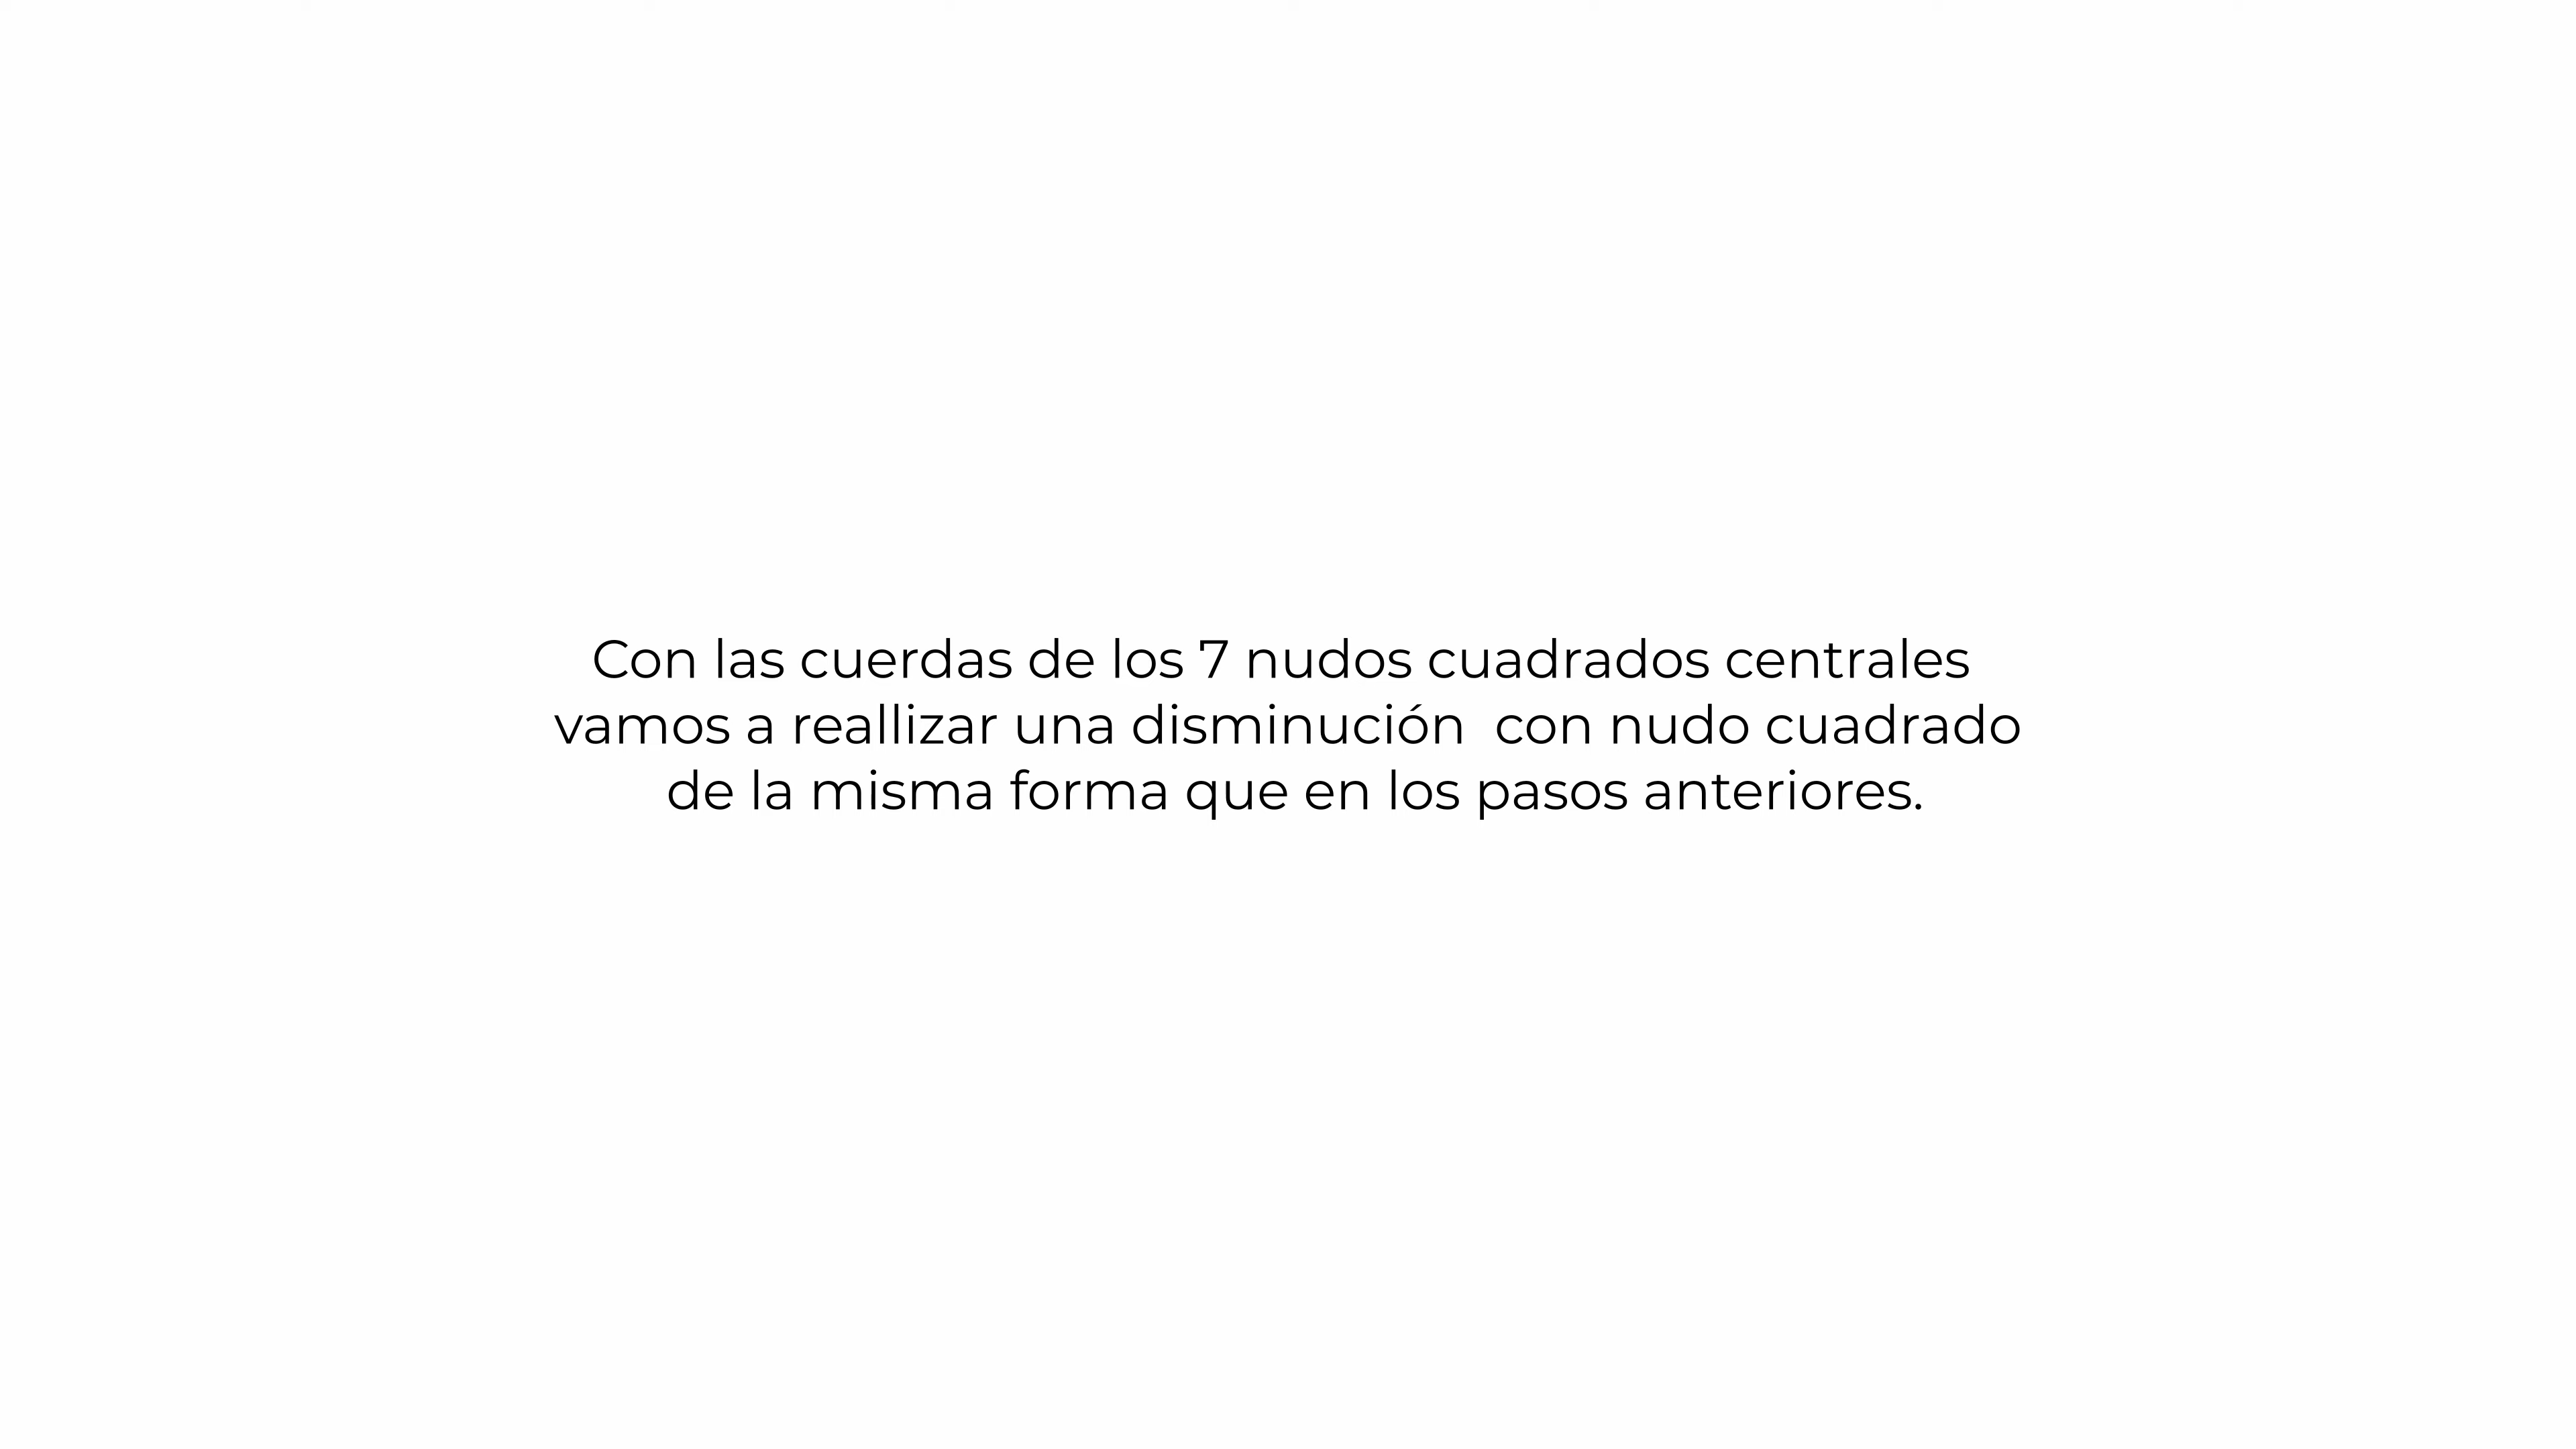 Con las cuerdas de los 7 nudos cuadrados centrales
vamos a reallizar una disminución  con nudo cuadrado
de la misma forma que en los pasos anteriores.